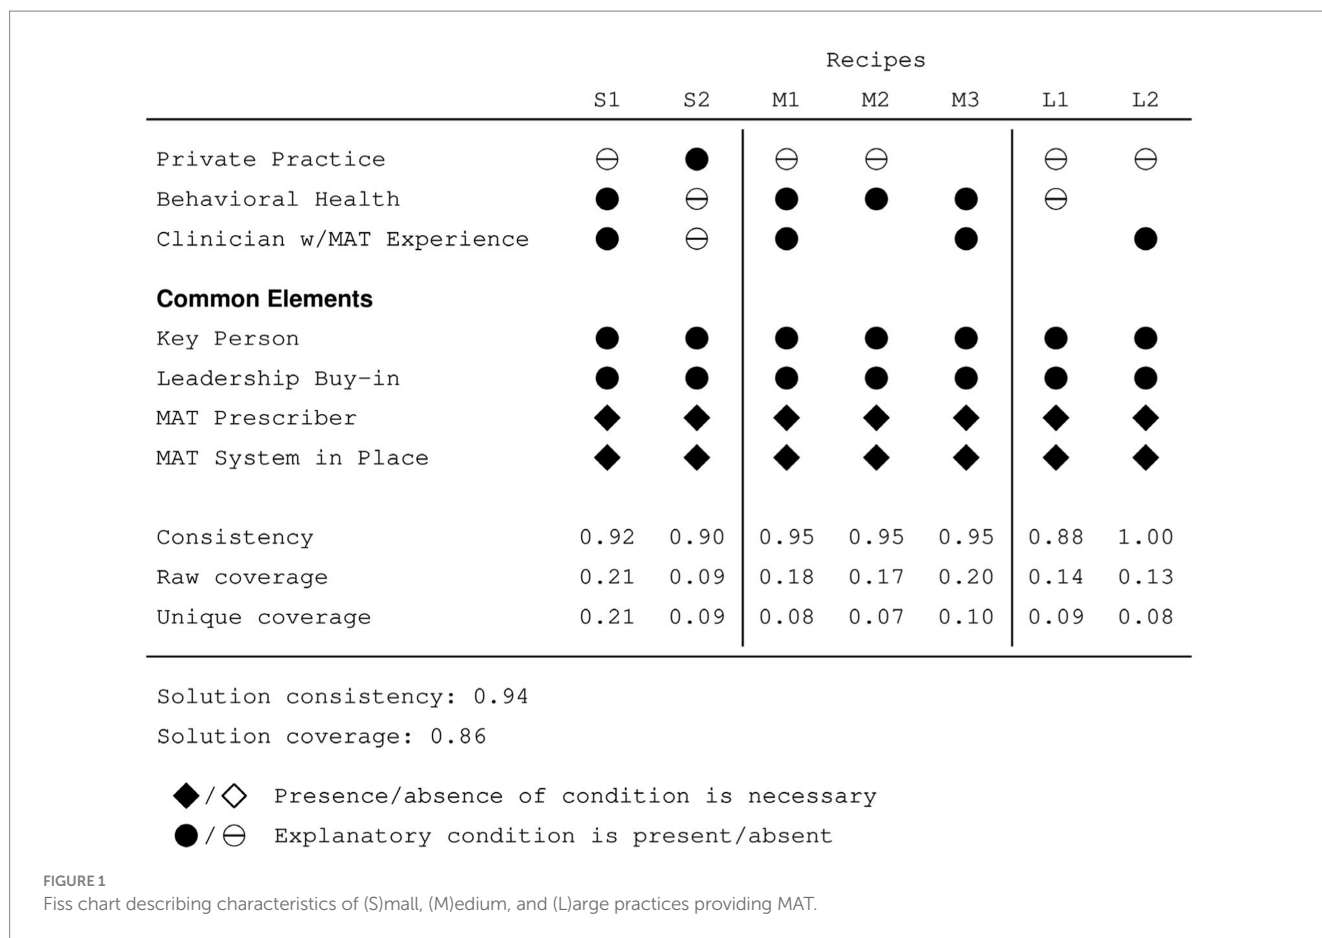 Recipes
S1 S2 M1 M2 M3 L1 L2
Private Practice
Behavioral Health
Clinician w/MAT Experience
Common Elements
Key Person
Leadership Buy-in
MAT Prescriber
MAT System in Place
Consistency 0.92 0.90 0.95 0.95 0.95 0.88 1.00
Raw coverage 0.21 0.09 0.18 0.17 0.20 0.14 0.13
Unique coverage 0.21 0.09 0.08 0.07 0.10 0.09 0.08
Solution consistency: 0.94
Solution coverage: 0.86
/ Presence/absence of condition is necessary
/ Explanatory condition is present/absent
FIGURE 1
Fiss chart describing characteristics of (S)mall, (M)edium, and (L)arge practices providing MAT.